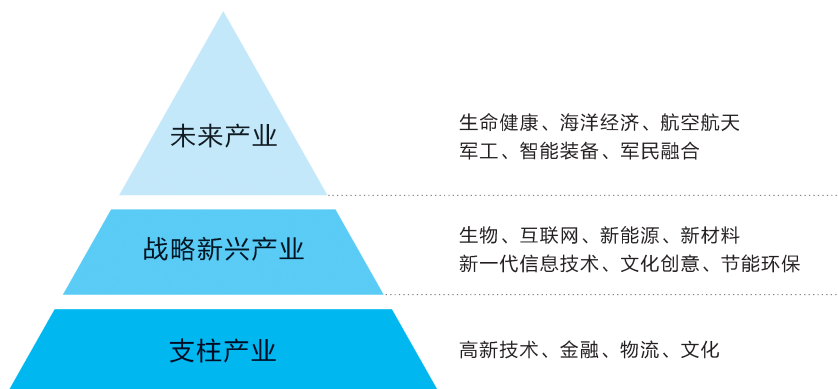 未来产业
生命健康、海洋经济、航空航天
军工、智能装备、军民融合
战略新兴产业
生物、互联网、新能源、新材料
新一代信息技术、文化创意、节能环保
支柱产业
高新技术、金融、物流、文化